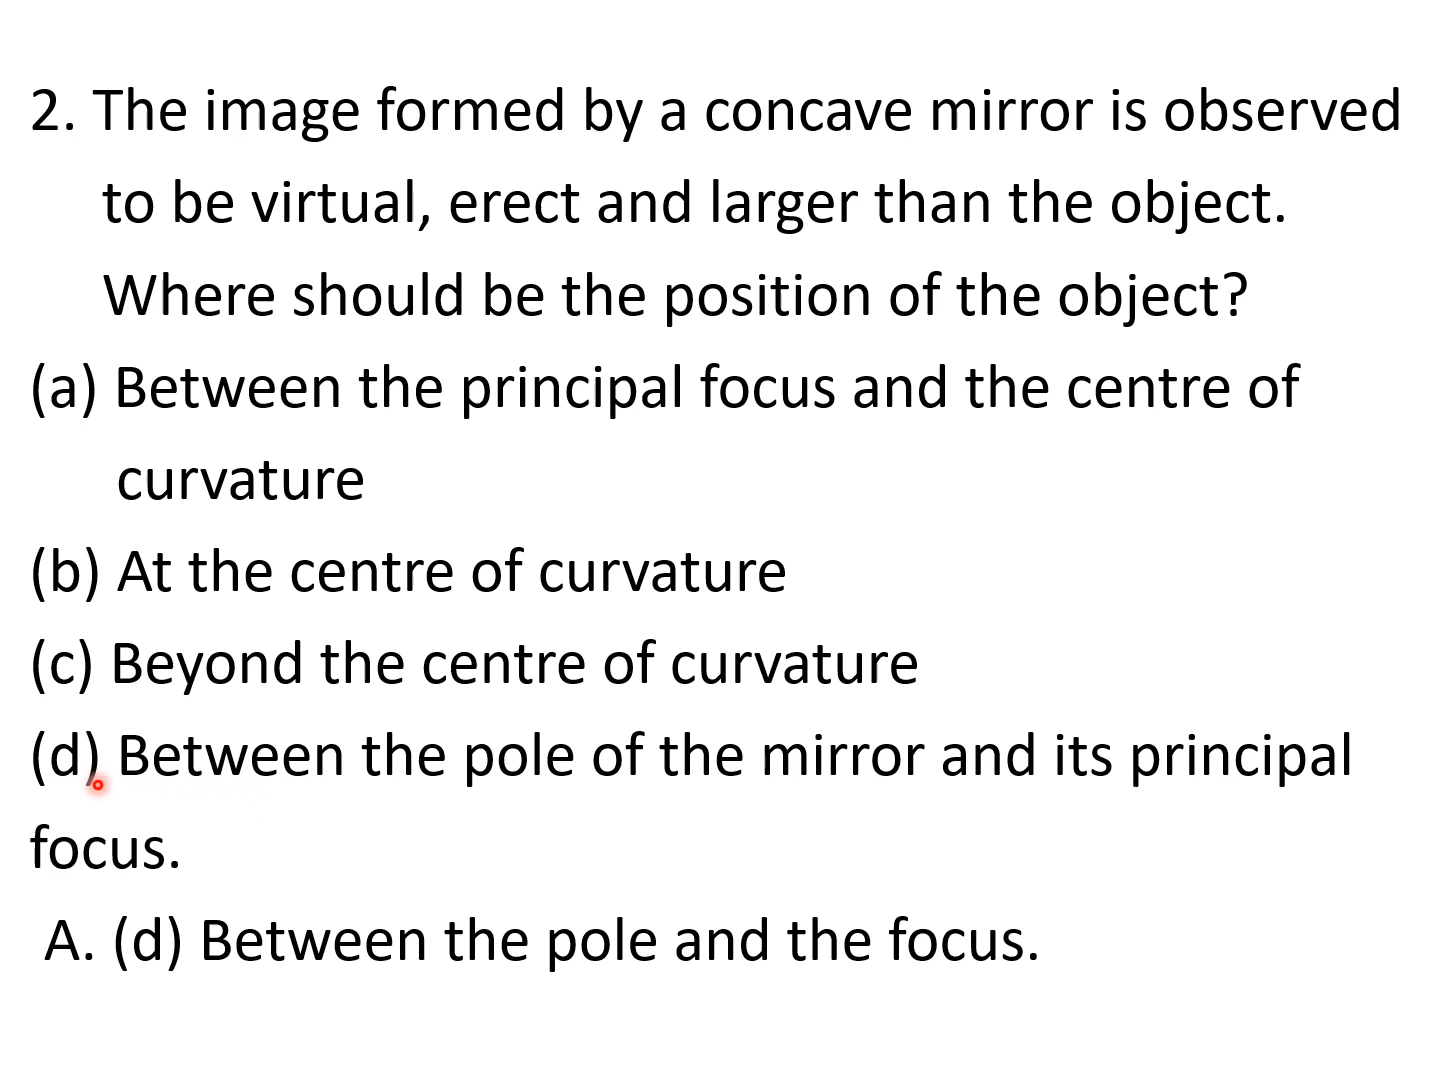 2. The image formed by a concave mirror is observed
to be virtual, erect and larger than the object.
Where should be the position of the object?
(a) Between the principal focus and the centre of
curvature
(b) At the centre of curvature
(c) Beyond the centre of curvature
(d) Between the pole of the mirror and its principal
focus.
A. (d) Between the pole and the focus.